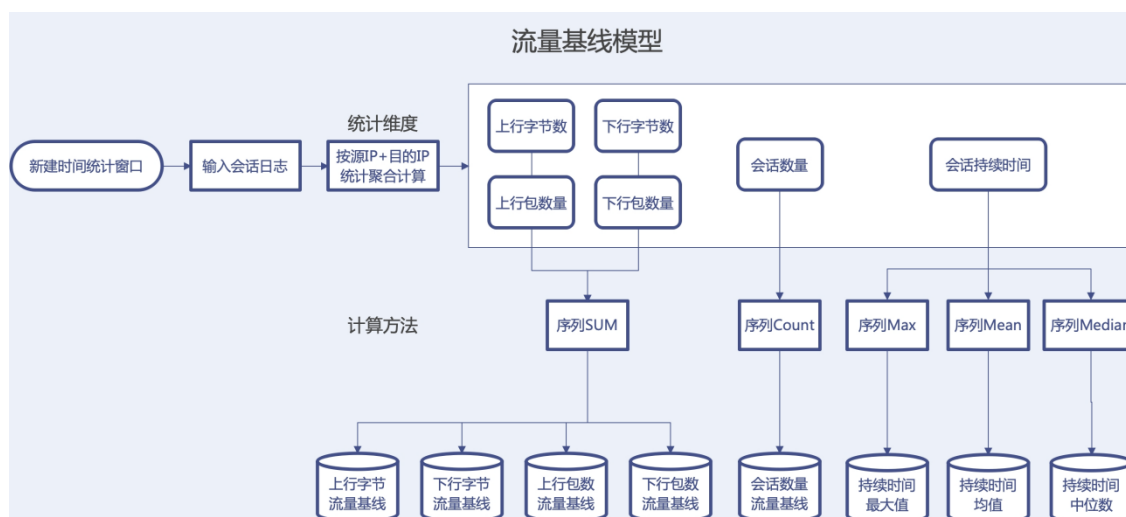 流量基线模型
统计维度
上行字节数
下行字节数
新建时间统计窗口
输入会话日志
按源IP+目的IP
统计聚合计算
会话数量
会话持续时间
上行包数量
下行包数量
计算方法
序列SUM
序列Count
序列Max
序列Mean
序列Median
上行字节
流量基线
下行字节
流量基线
上行包数
流量基线
下行包数
流量基线
会话数量
流量基线
持续时间
最大值
持续时间
均值
持续时间
中位数